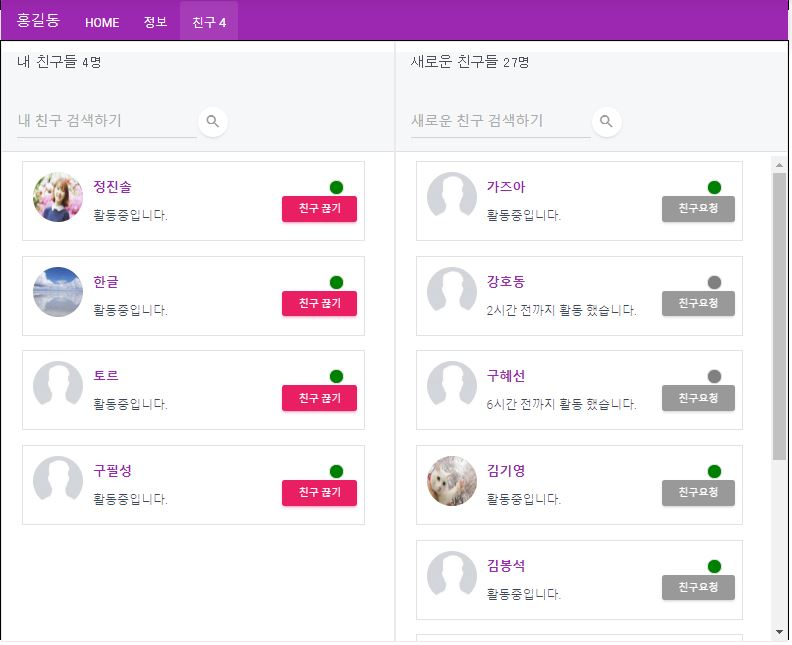 홍길동 HOME 정보 친구 4
내 친구들 4명
내 친구 검색하기
정진솔
활동중입니다.
친구 끊기
한글
활동중입니다.
친구 끊기
토르
활동중입니다.
친구 끊기
구필성
활동중입니다.
친구 끊기
새로운 친구들 27명
새로운 친구 검색하기
가즈아
활동중입니다.
친구요청
강호동
2시간 전까지 활동 했습니다.
친구요청
구혜선
6시간 전까지 활동 했습니다.
친구요청
김기영
활동중입니다.
친구요청
김봉석
활동중입니다.
친구요청